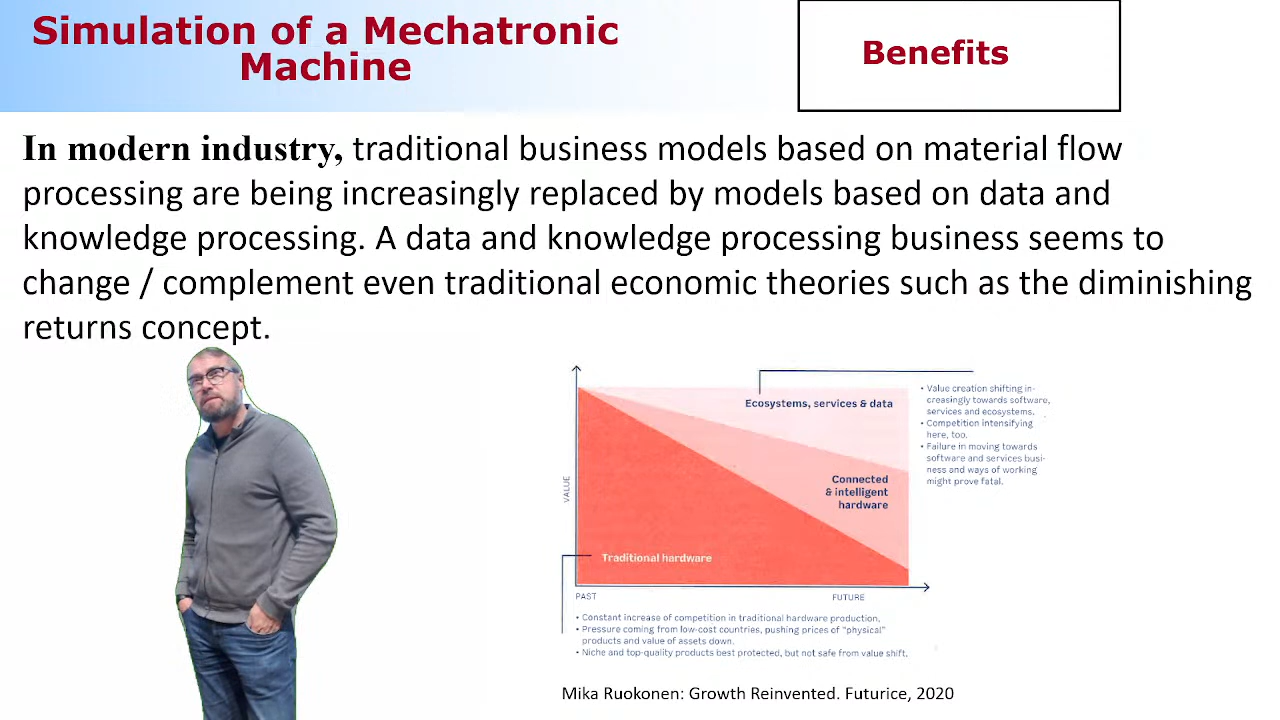 Simulation of a Mechatronic
Machine
Benefits
In modern industry, traditional business models based on material flow
processing are being increasingly replaced by models based on data and
knowledge processing. A data and knowledge processing business seems to
change / complement even traditional economic theories such as the diminishing
returns concept.
Ecosystems, services & data
• Value creation shifting in-
creasingly towards software,
services and ecosystems.
• Competition intensifying
here, too.
• Failure in moving towards
software and services busi-
ness and ways of working
might prove fatal.
Connected
& intelligent
hardware
VALUE
Traditional hardware
PAST
FUTURE
• Constant increase of competition in traditional hardware production,
• Pressure coming from low-cost countries, pushing prices of "physical"
products and value of assets down.
• Niche and top-quality products best protected, but not safe from value shift.
Mika Ruokonen: Growth Reinvented. Futurice, 2020